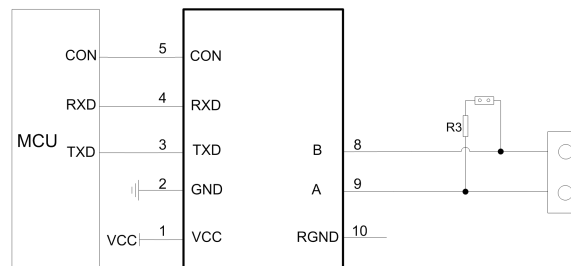 CON 5 CON
RXD 4 RXD
R3
MCU
TXD 3 TXD
B 8
2 GND
A 9
VCC 1 VCC
RGND 10